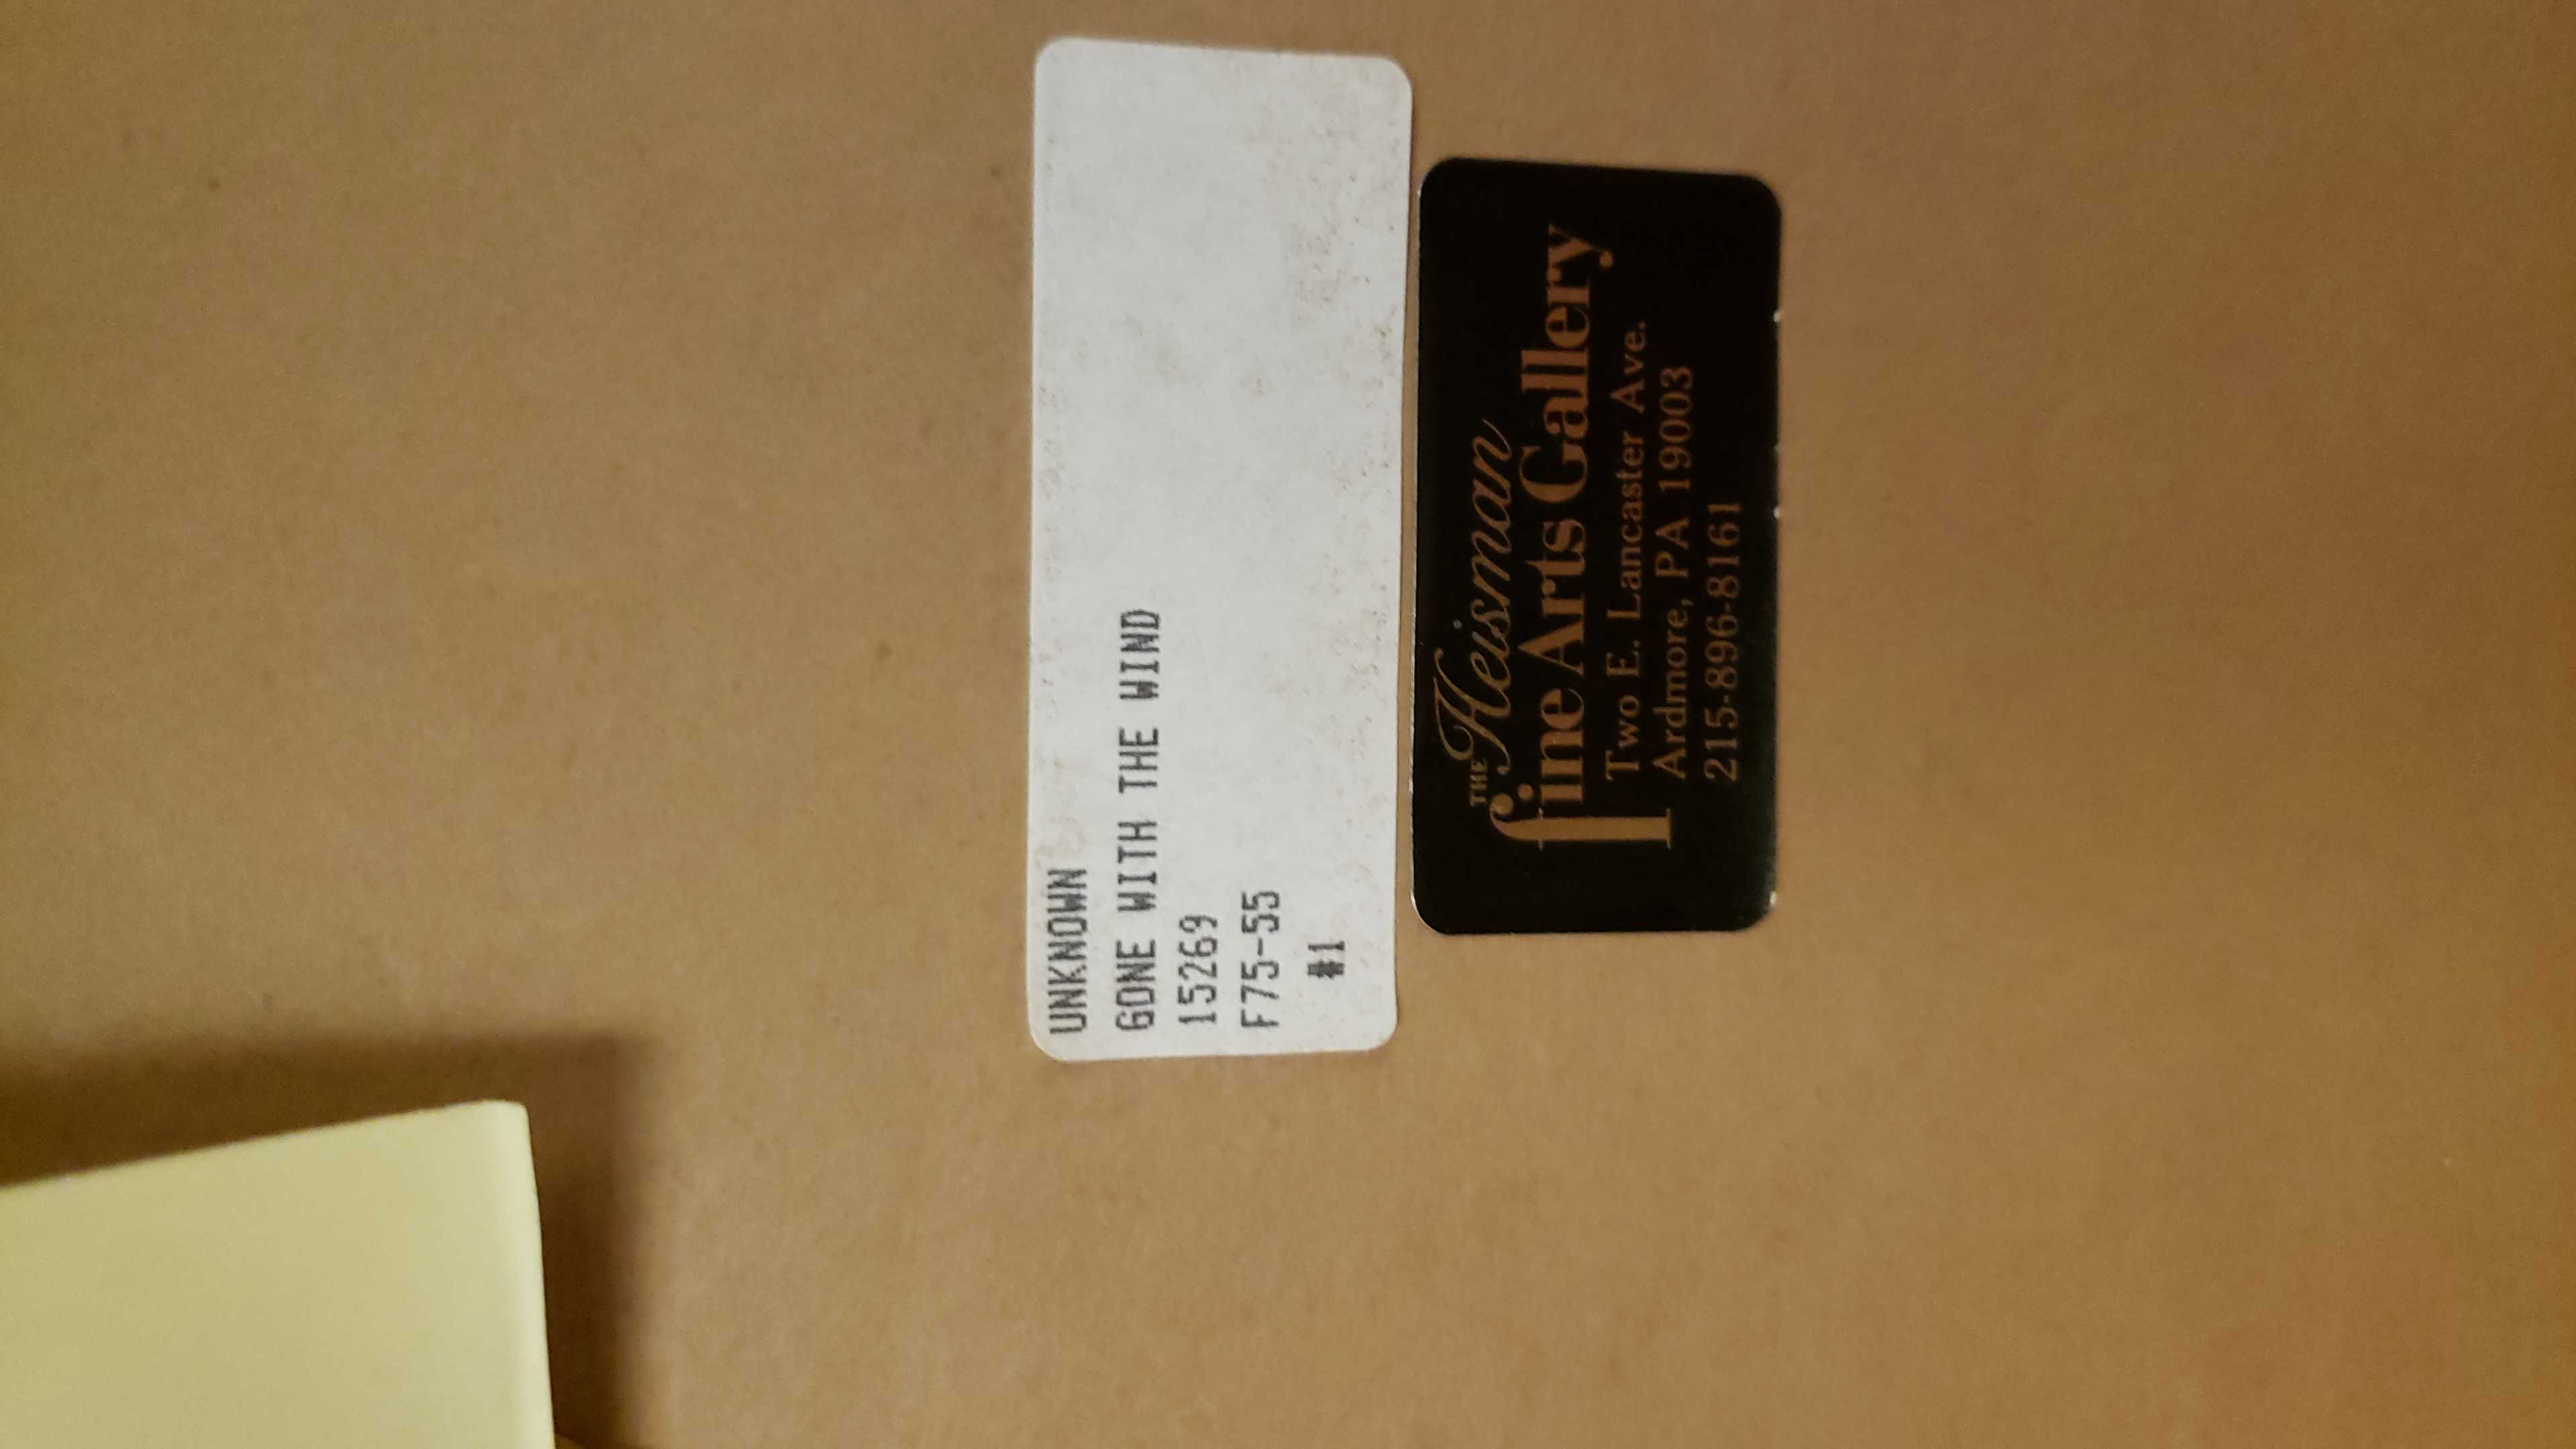 UNKNOWN
GONE WITH THE WIND
15269
F75-55
#1
THE Heisman
fine Arts Gallery
Two E. Lancaster Ave.
Ardmore, PA 19003
215-896-8161